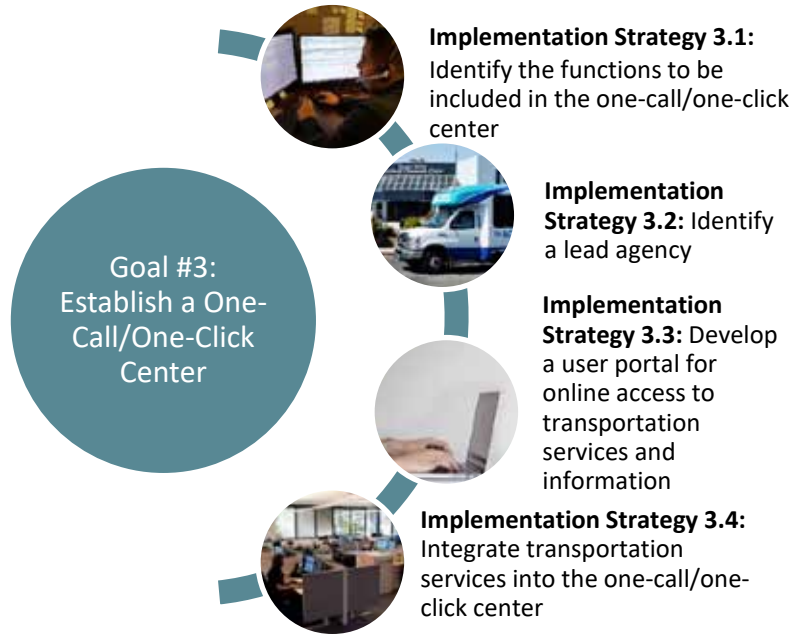 Goal #3:
Establish a One-
Call/One-Click
Center
Implementation Strategy 3.1:
Identify the functions to be
included in the one-call/one-click
center
Implementation
Strategy 3.2: Identify
a lead agency
Implementation
Strategy 3.3: Develop
a user portal for
online access to
transportation
services and
information
Implementation Strategy 3.4:
Integrate transportation
services into the one-call/one-
click center